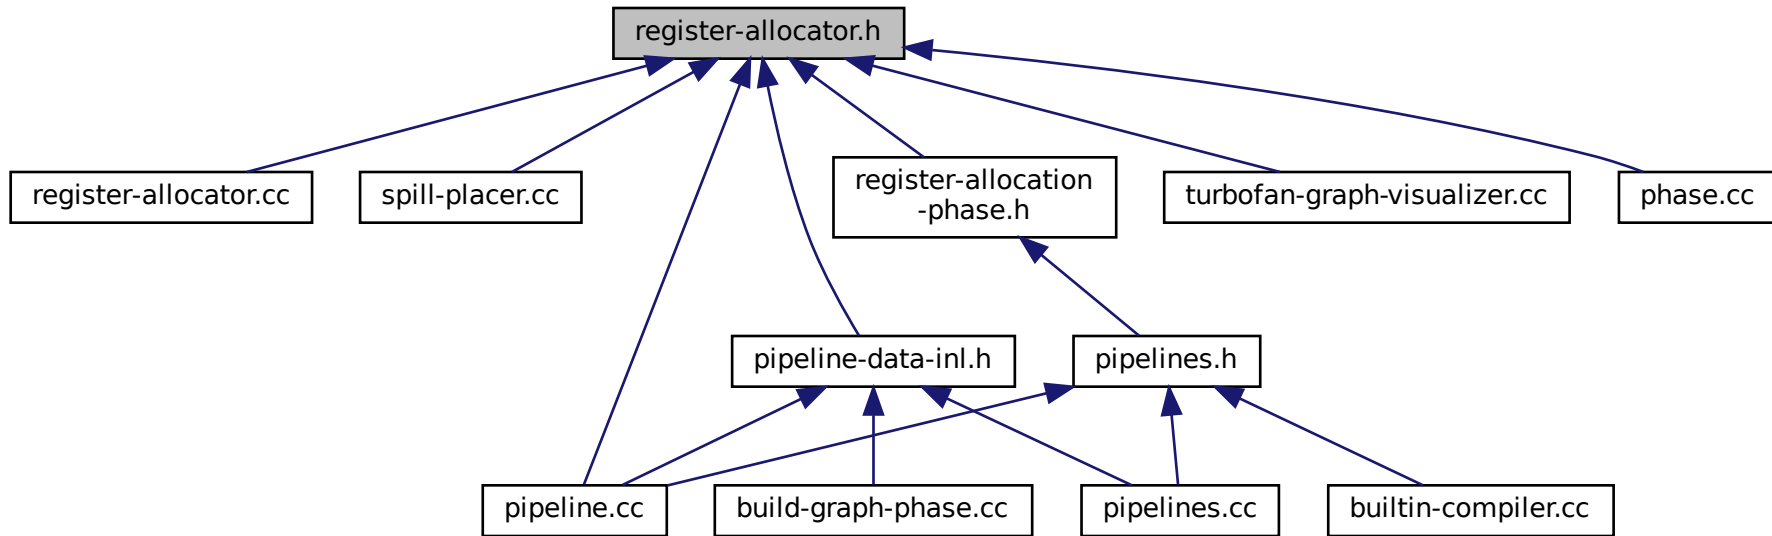 register-allocator.h
register-allocator.cc
spill-placer.cc
register-allocation
-phase.h
turbofan-graph-visualizer.cc
phase.cc
pipeline-data-inl.h
pipelines.h
pipeline.cc
build-graph-phase.cc
pipelines.cc
builtin-compiler.cc